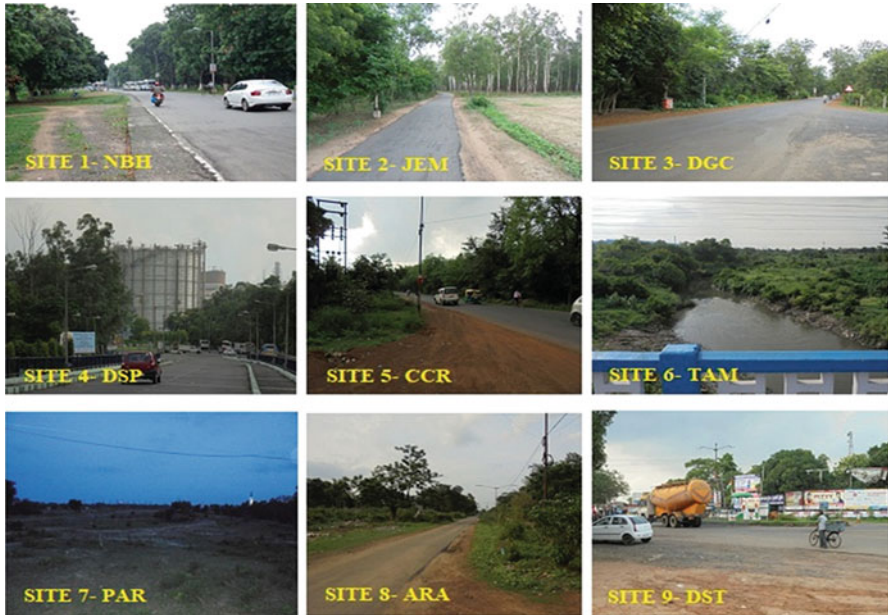 SITE 1- NBH
SITE 2- JEM
SITE 3- DGC
SITE 4- DSP
SITE 5- CCR
SITE 6- TAM
SITE 7- PAR
SITE 8- ARA
SITE 9- DST